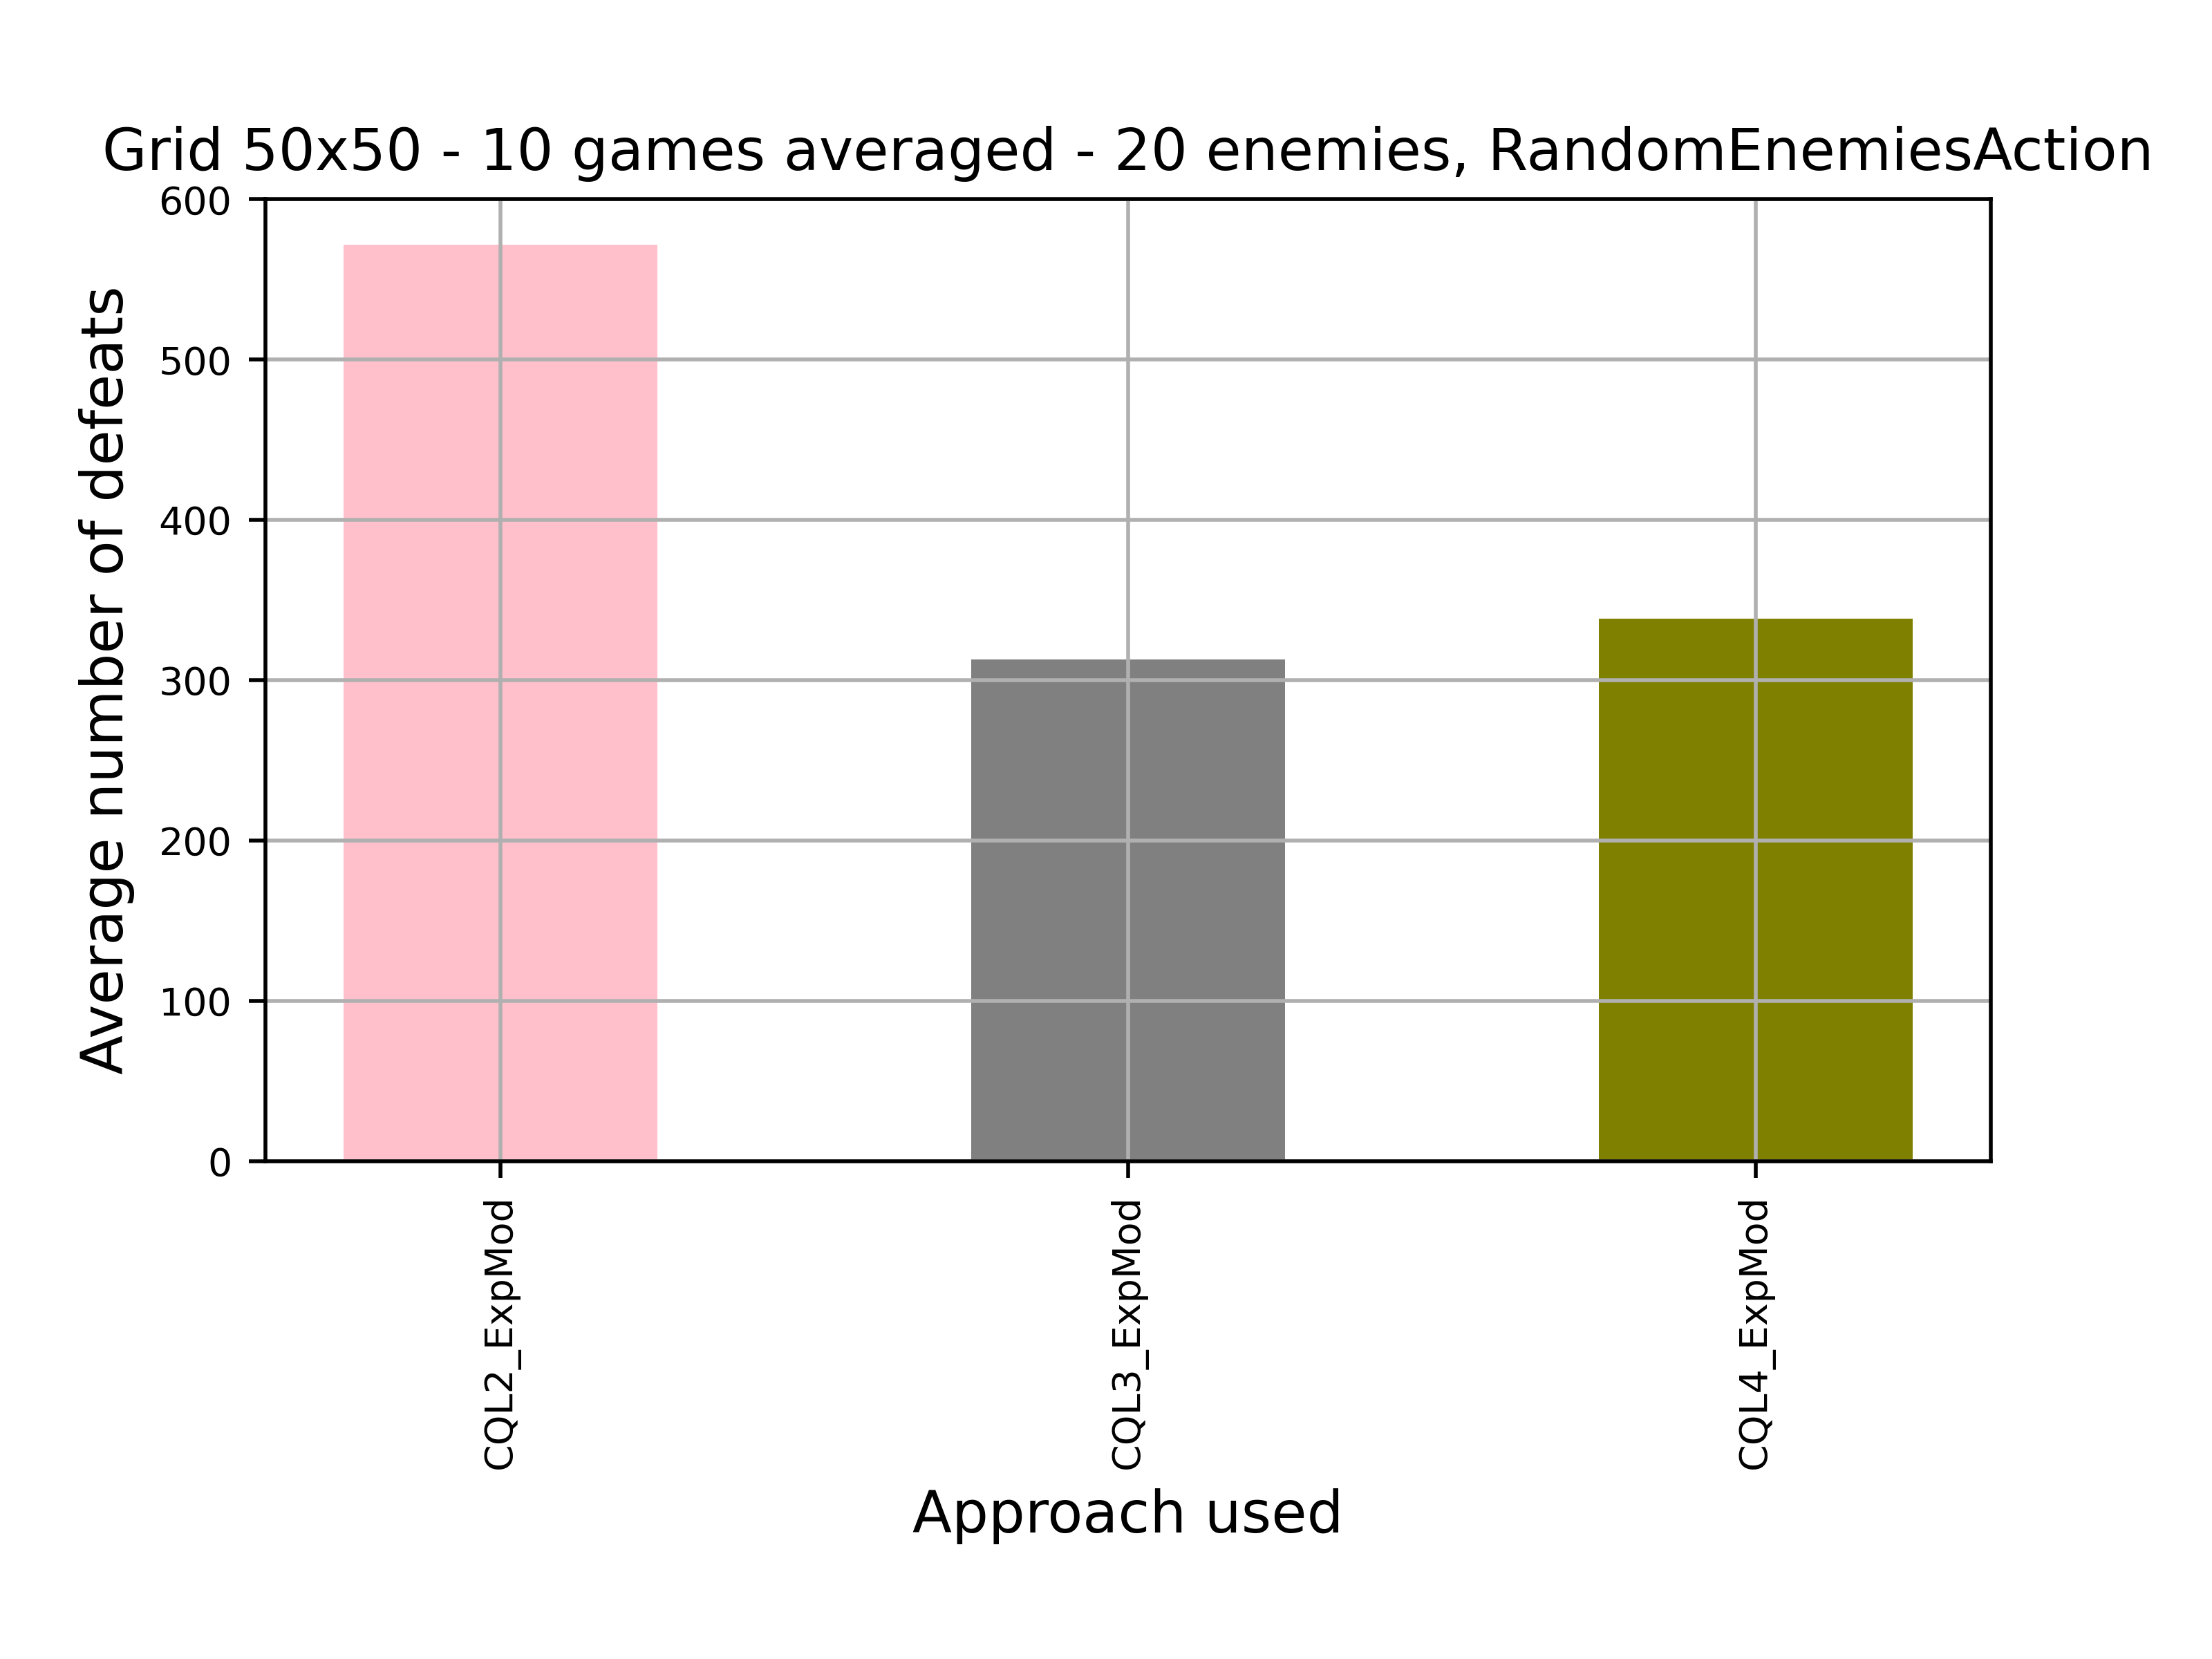 Grid 50x50 - 10 games averaged - 20 enemies, RandomEnemiesAction
Average number of defeats
600
500
400
300
200
100
0
CQL2_ExpMod
CQL3_ExpMod
CQL4_ExpMod
Approach used